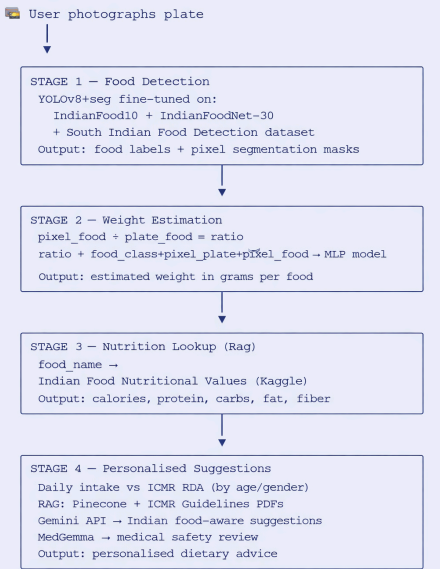 User photographs plate
STAGE 1 — Food Detection
YOLOv8+seg fine-tuned on:
IndianFood10 + IndianFoodNet-30
+ South Indian Food Detection dataset
Output: food labels + pixel segmentation masks
STAGE 2 — Weight Estimation
pixel_food ÷ plate_food = ratio
ratio + food_class+pixel_plate+pixel_food → MLP model
Output: estimated weight in grams per food
STAGE 3 — Nutrition Lookup (Rag)
food_name →
Indian Food Nutritional Values (Kaggle)
Output: calories, protein, carbs, fat, fiber
STAGE 4 — Personalised Suggestions
Daily intake vs ICMR RDA (by age/gender)
RAG: Pinecone + ICMR Guidelines PDFs
Gemini API → Indian food-aware suggestions
MedGemma → medical safety review
Output: personalised dietary advice